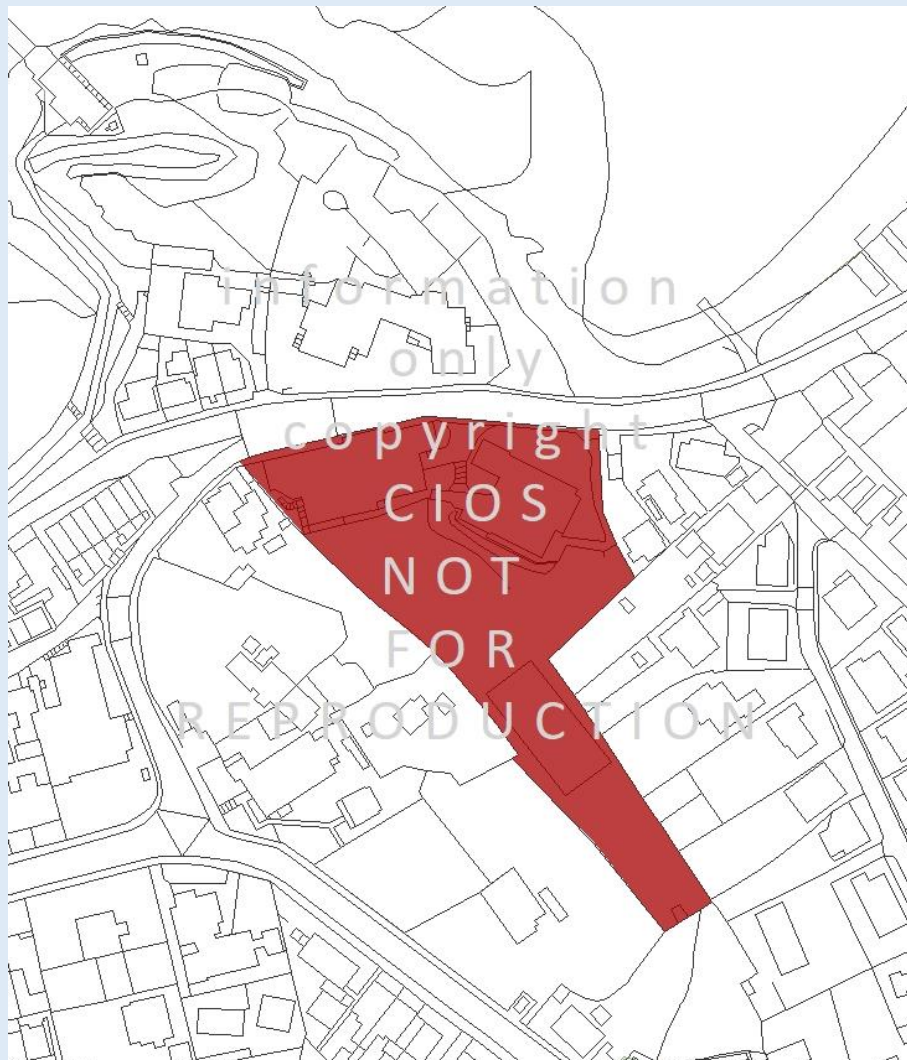 information
only
copyright
CIOS
NOT
FOR
REPRODUCTION